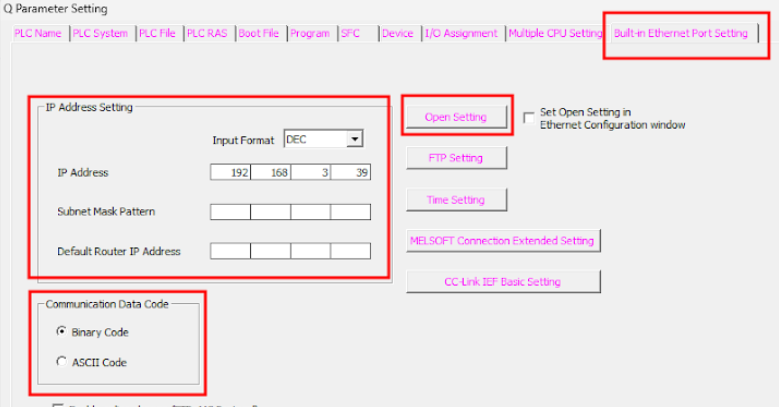 Q Parameter Setting
PLC Name PLC System PLC File PLC RAS Boot File Program SFC Device I/O Assignment Multiple CPU Setting Built-in Ethernet Port Setting
IP Address Setting
Input Format DEC
IP Address 192 168 3 39
Subnet Mask Pattern
Default Router IP Address
Open Setting
Set Open Setting in
Ethernet Configuration window
FTP Setting
Time Setting
MELSOFT Connection Extended Setting
CC-Link IEF Basic Setting
Communication Data Code
Binary Code
ASCII Code